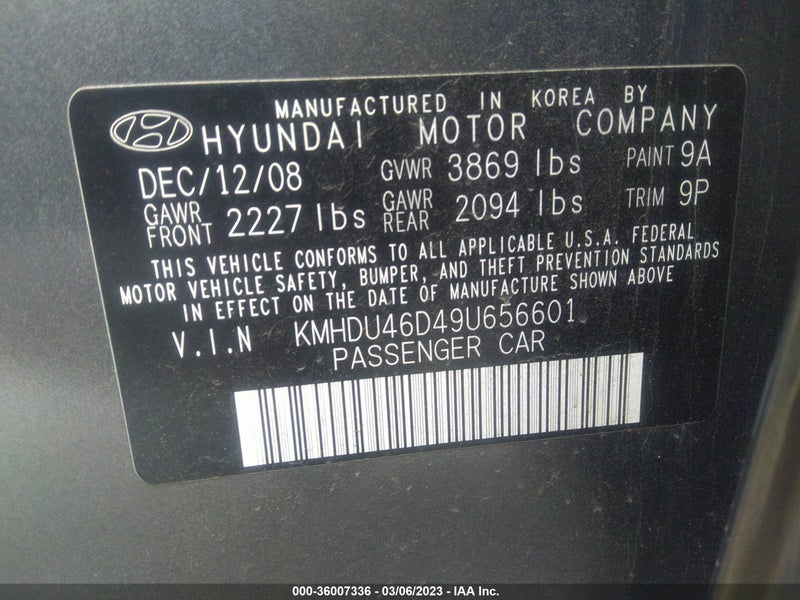 MANUFACTURED IN KOREA BY
HYUNDAI MOTOR COMPANY
DEC/12/08 GVWR 3869 lbs PAINT 9A
GAWR FRONT 2227 lbs GAWR REAR 2094 lbs TRIM 9P
THIS VEHICLE CONFORMS TO ALL APPLICABLE U.S.A. FEDERAL
MOTOR VEHICLE SAFETY, BUMPER, AND THEFT PREVENTION STANDARDS
IN EFFECT ON THE DATE OF MANUFACTURE SHOWN ABOVE
V.I.N KMHDU46D49U656601
PASSENGER CAR
000-36007336 - 03/06/2023 - IAA Inc.